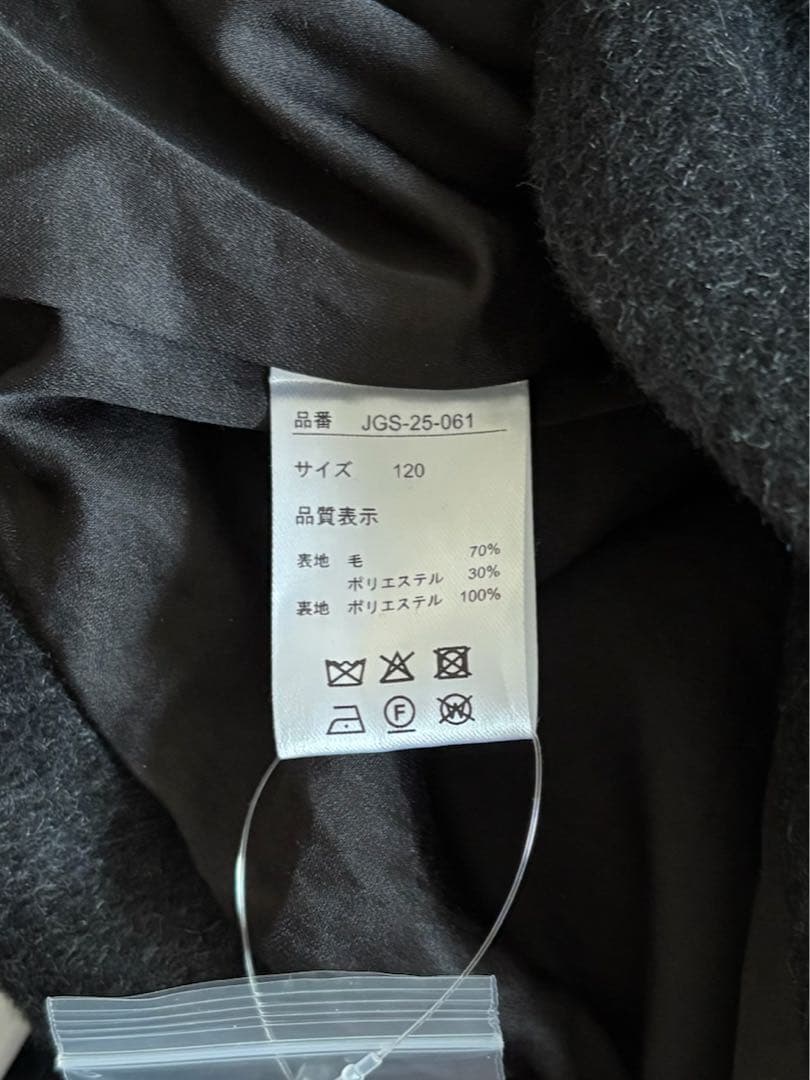 品番 JGS-25-061
サイズ 120
品質表示
表地 毛 70%
ポリエステル 30%
裏地 ポリエステル 100%
F
W